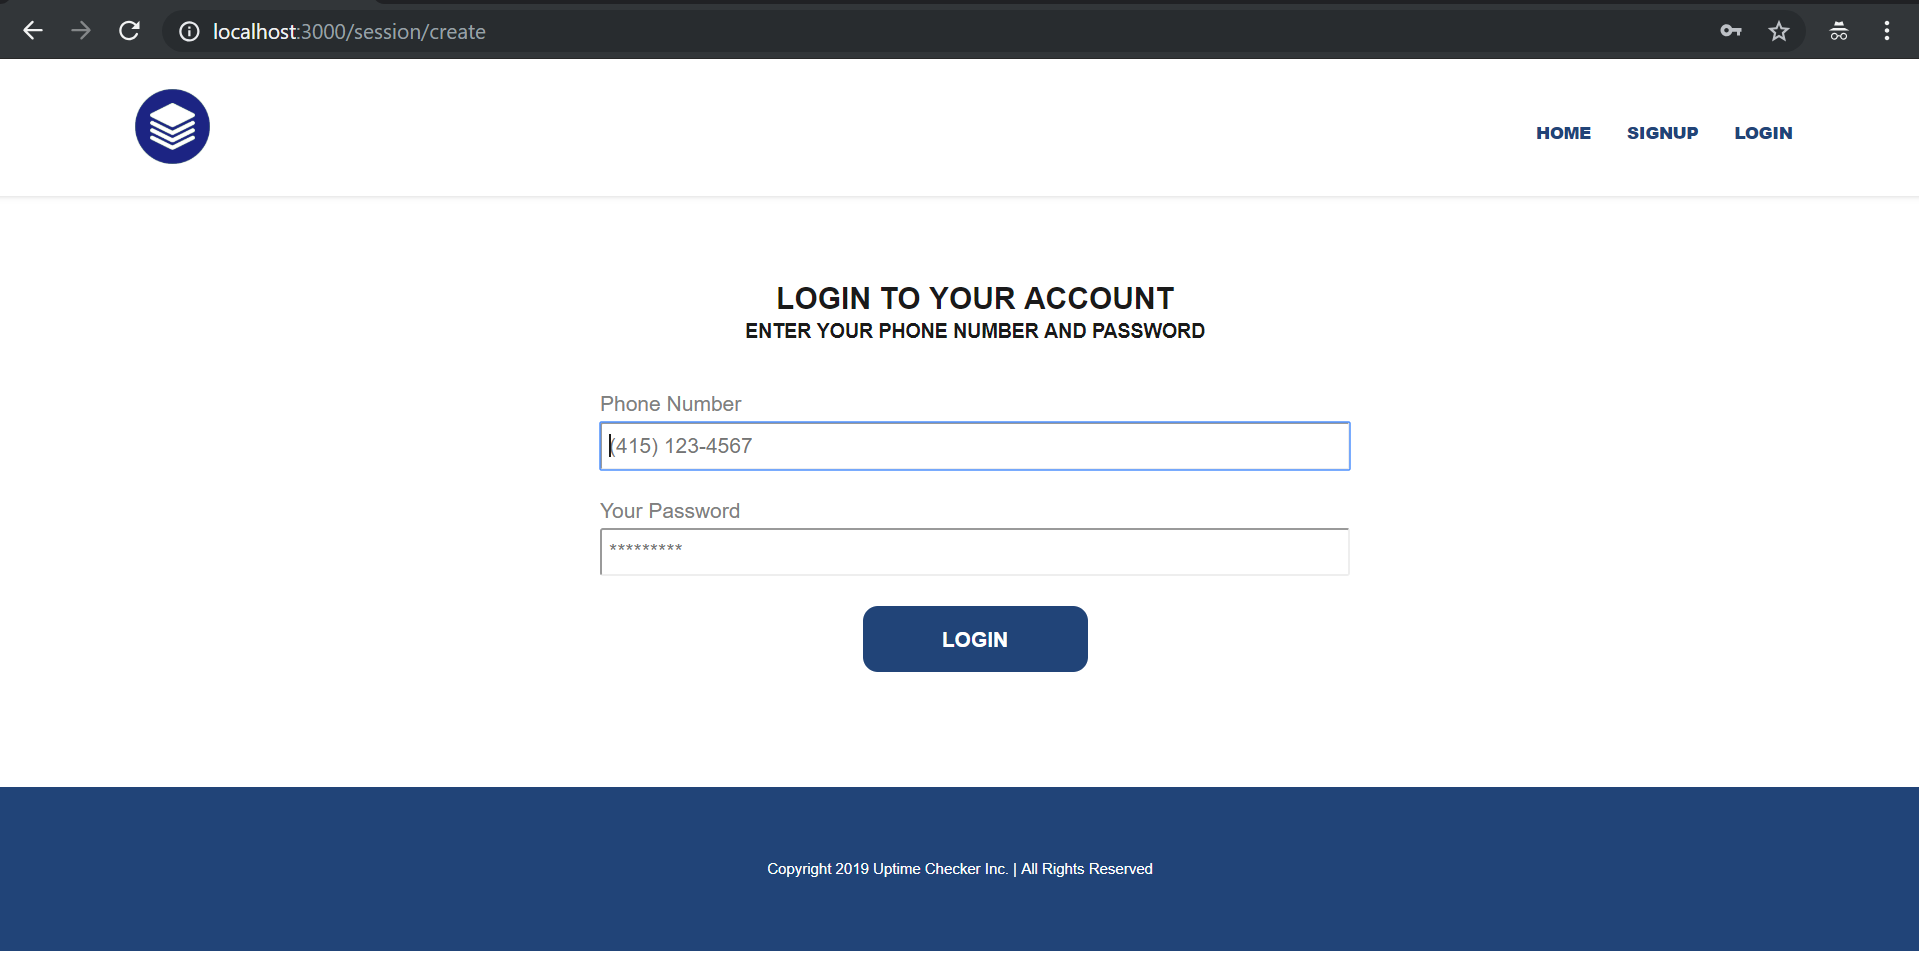 localhost:3000/session/create
HOME SIGNUP LOGIN
LOGIN TO YOUR ACCOUNT
ENTER YOUR PHONE NUMBER AND PASSWORD
Phone Number
(415) 123-4567
Your Password
*********
LOGIN
Copyright 2019 Uptime Checker Inc. | All Rights Reserved